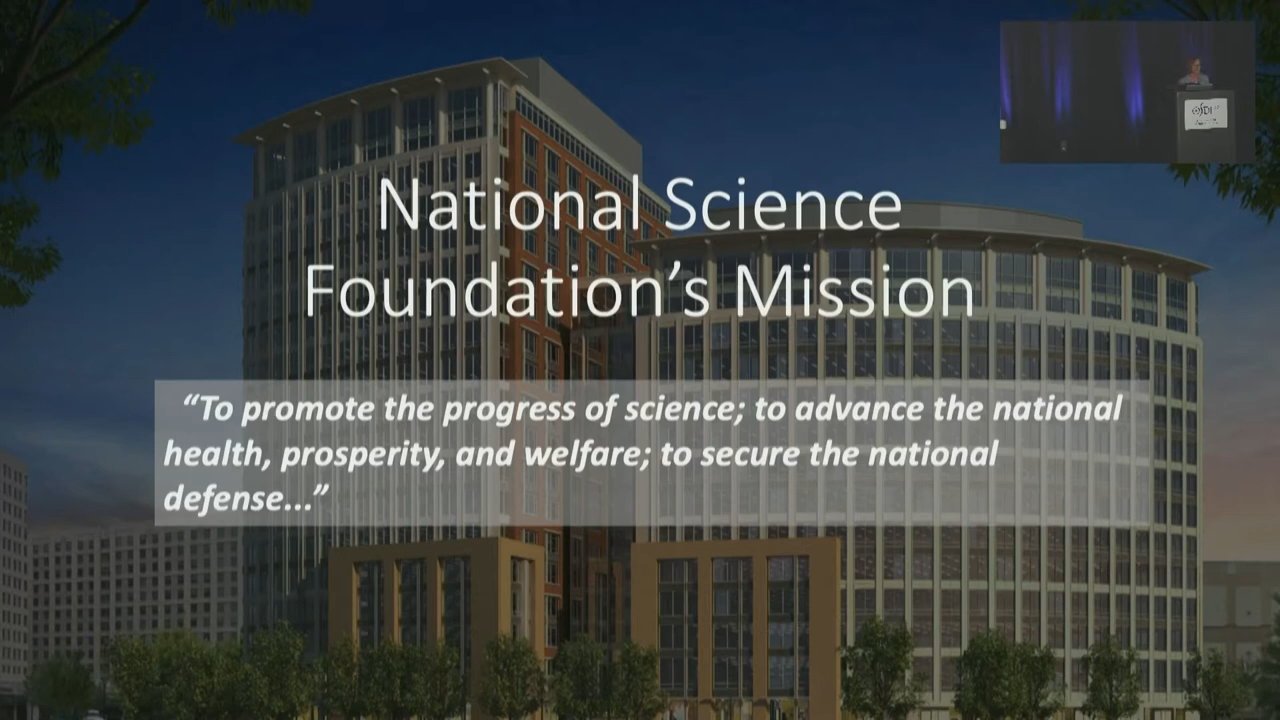 National Science
Foundation’s Mission
“To promote the progress of science; to advance the national
health, prosperity, and welfare; to secure the national
defense...”